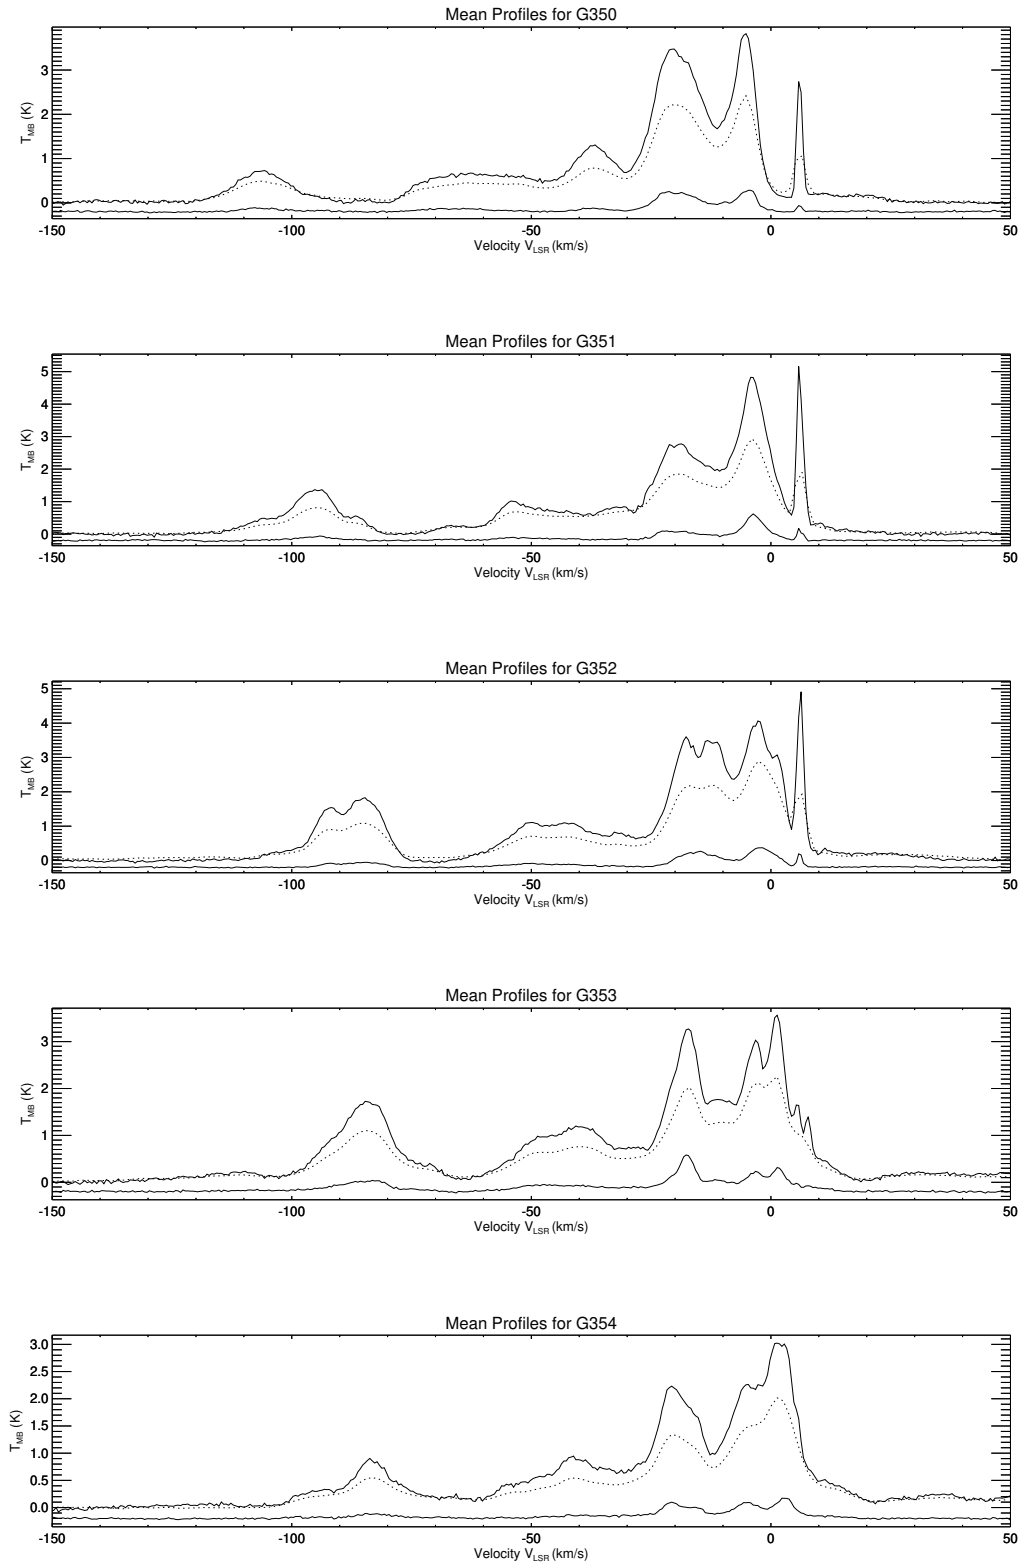 Mean Profiles for G350
T_MB (K)
3
2
1
0
-150 -100 -50 0 50
Velocity V_LSR (km/s)
Mean Profiles for G351
T_MB (K)
5
4
3
2
1
0
-150 -100 -50 0 50
Velocity V_LSR (km/s)
Mean Profiles for G352
T_MB (K)
5
4
3
2
1
0
-150 -100 -50 0 50
Velocity V_LSR (km/s)
Mean Profiles for G353
T_MB (K)
3
2
1
0
-150 -100 -50 0 50
Velocity V_LSR (km/s)
Mean Profiles for G354
T_MB (K)
3.0
2.5
2.0
1.5
1.0
0.5
0.0
-150 -100 -50 0 50
Velocity V_LSR (km/s)